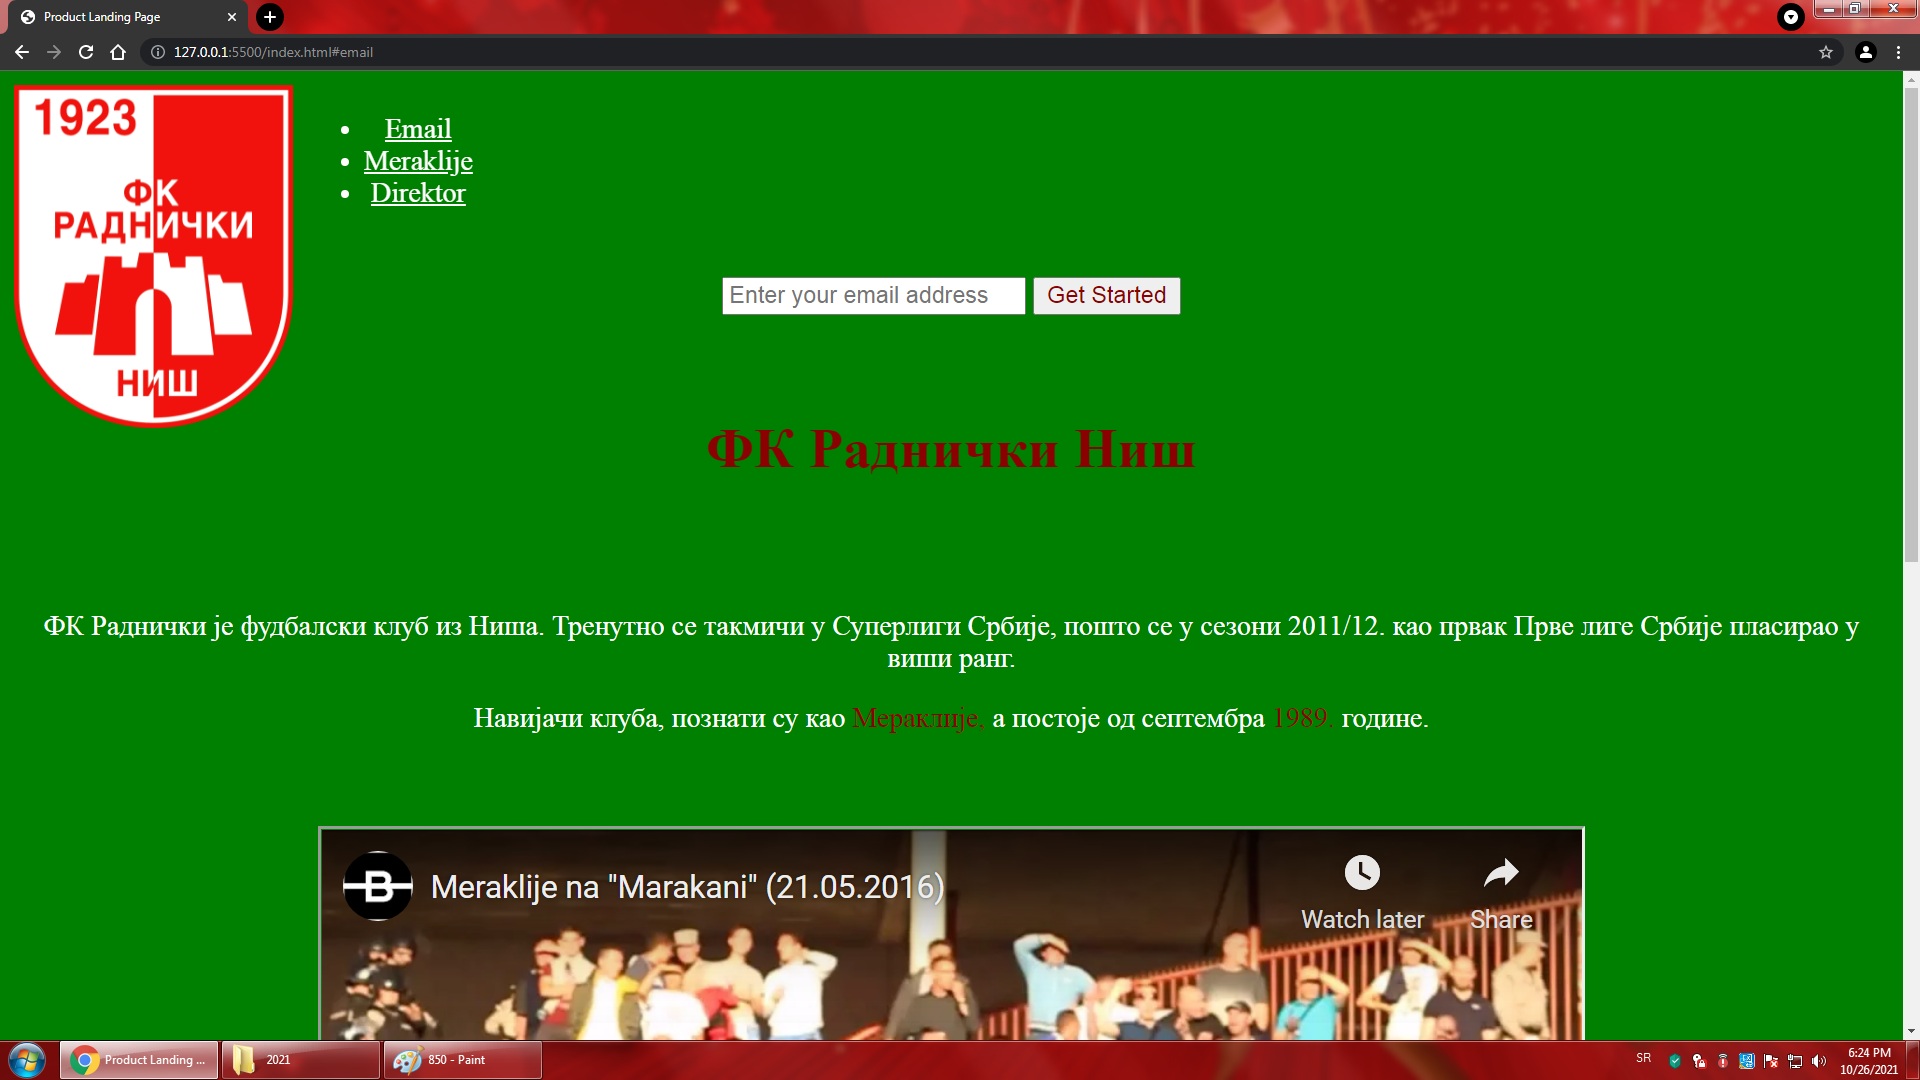 Product Landing Page
127.0.0.1:5500/index.html#email
1923
ФК
РАДНИЧКИ
НИШ
Email
Meraklije
Direktor
Enter your email address
Get Started
ФК Раднички Ниш
ФК Раднички је фудбалски клуб из Ниша. Тренутно се такмичи у Суперлиги Србије, пошто се у сезони 2011/12. као првак Прве лиге Србије пласирао у
виши ранг.
Навијачи клуба, познати су као Мераклије, а постоје од септембра 1989. године.
B
Meraklije na "Marakani" (21.05.2016)
Watch later
Share
Product Landing ...
2021
850 - Paint
SR
6:24 PM
10/26/2021